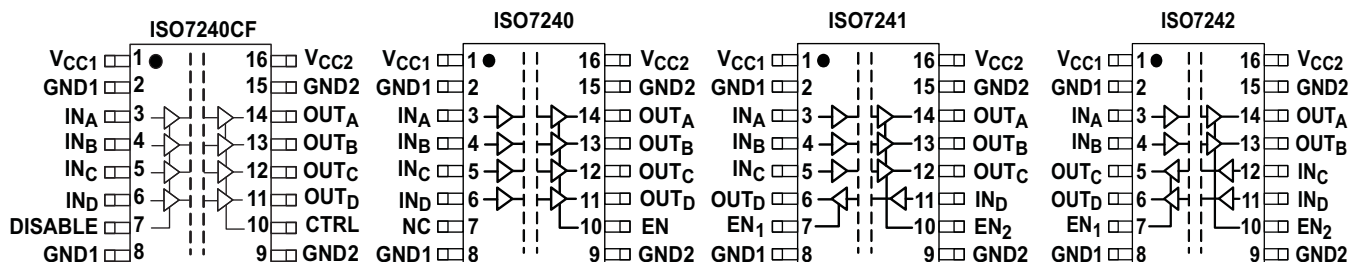 ISO7240CF
VCC1 1 16 VCC2
GND1 2 15 GND2
INA 3 14 OUTA
INB 4 13 OUTB
INC 5 12 OUTC
IND 6 11 OUTD
DISABLE 7 10 CTRL
GND1 8 9 GND2
ISO7240
VCC1 1 16 VCC2
GND1 2 15 GND2
INA 3 14 OUTA
INB 4 13 OUTB
INC 5 12 OUTC
IND 6 11 OUTD
NC 7 10 EN
GND1 8 9 GND2
ISO7241
VCC1 1 16 VCC2
GND1 2 15 GND2
INA 3 14 OUTA
INB 4 13 OUTB
INC 5 12 OUTC
OUTD 6 11 IND
EN1 7 10 EN2
GND1 8 9 GND2
ISO7242
VCC1 1 16 VCC2
GND1 2 15 GND2
INA 3 14 OUTA
INB 4 13 OUTB
OUTC 5 12 INC
OUTD 6 11 IND
EN1 7 10 EN2
GND1 8 9 GND2